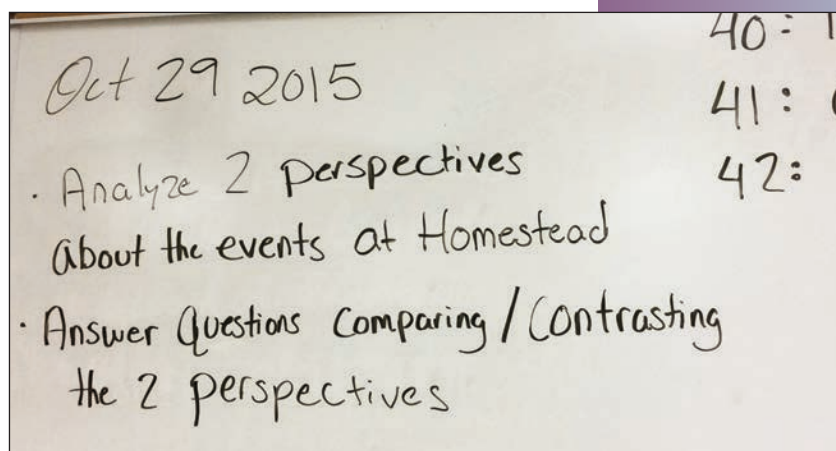 Oct 29 2015
· Analyze 2 perspectives
about the events at Homestead
· Answer Questions Comparing / Contrasting
the 2 perspectives
40:
41:
42: